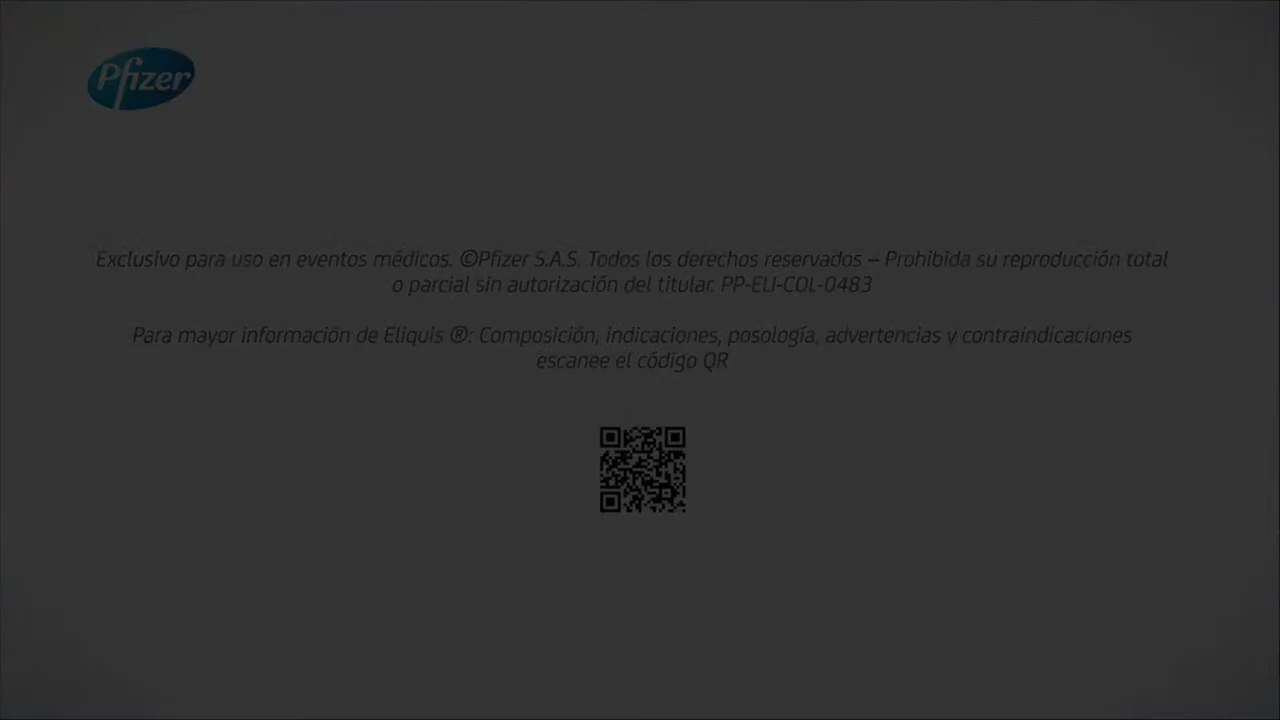 Pfizer
Exclusivo para uso en eventos médicos. ©Pfizer S.A.S. Todos los derechos reservados – Prohibida su reproducción total
o parcial sin autorización del titular. PP-ELI-COL-0483
Para mayor información de Eliquis ®: Composición, indicaciones, posología, advertencias y contraindicaciones
escanee el código QR